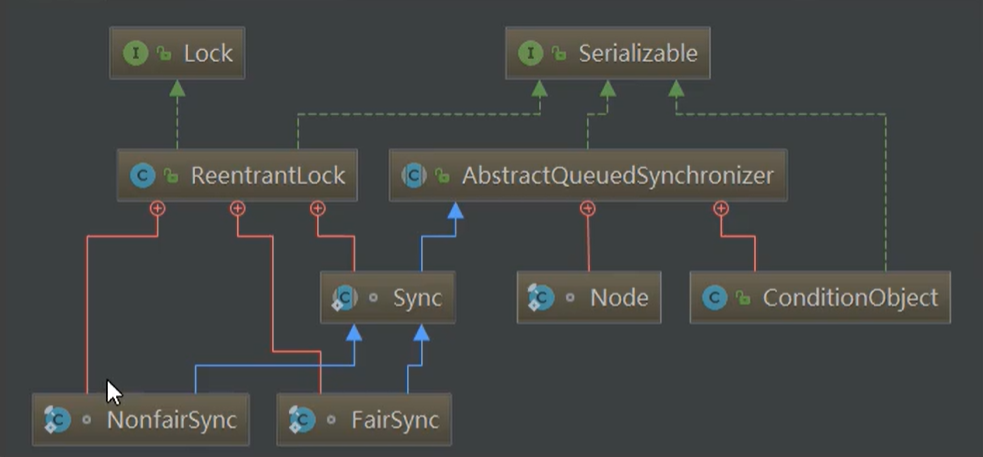 I Lock
I Serializable
C ReentrantLock
C AbstractQueuedSynchronizer
C Sync
C Node
C ConditionObject
C NonfairSync
C FairSync